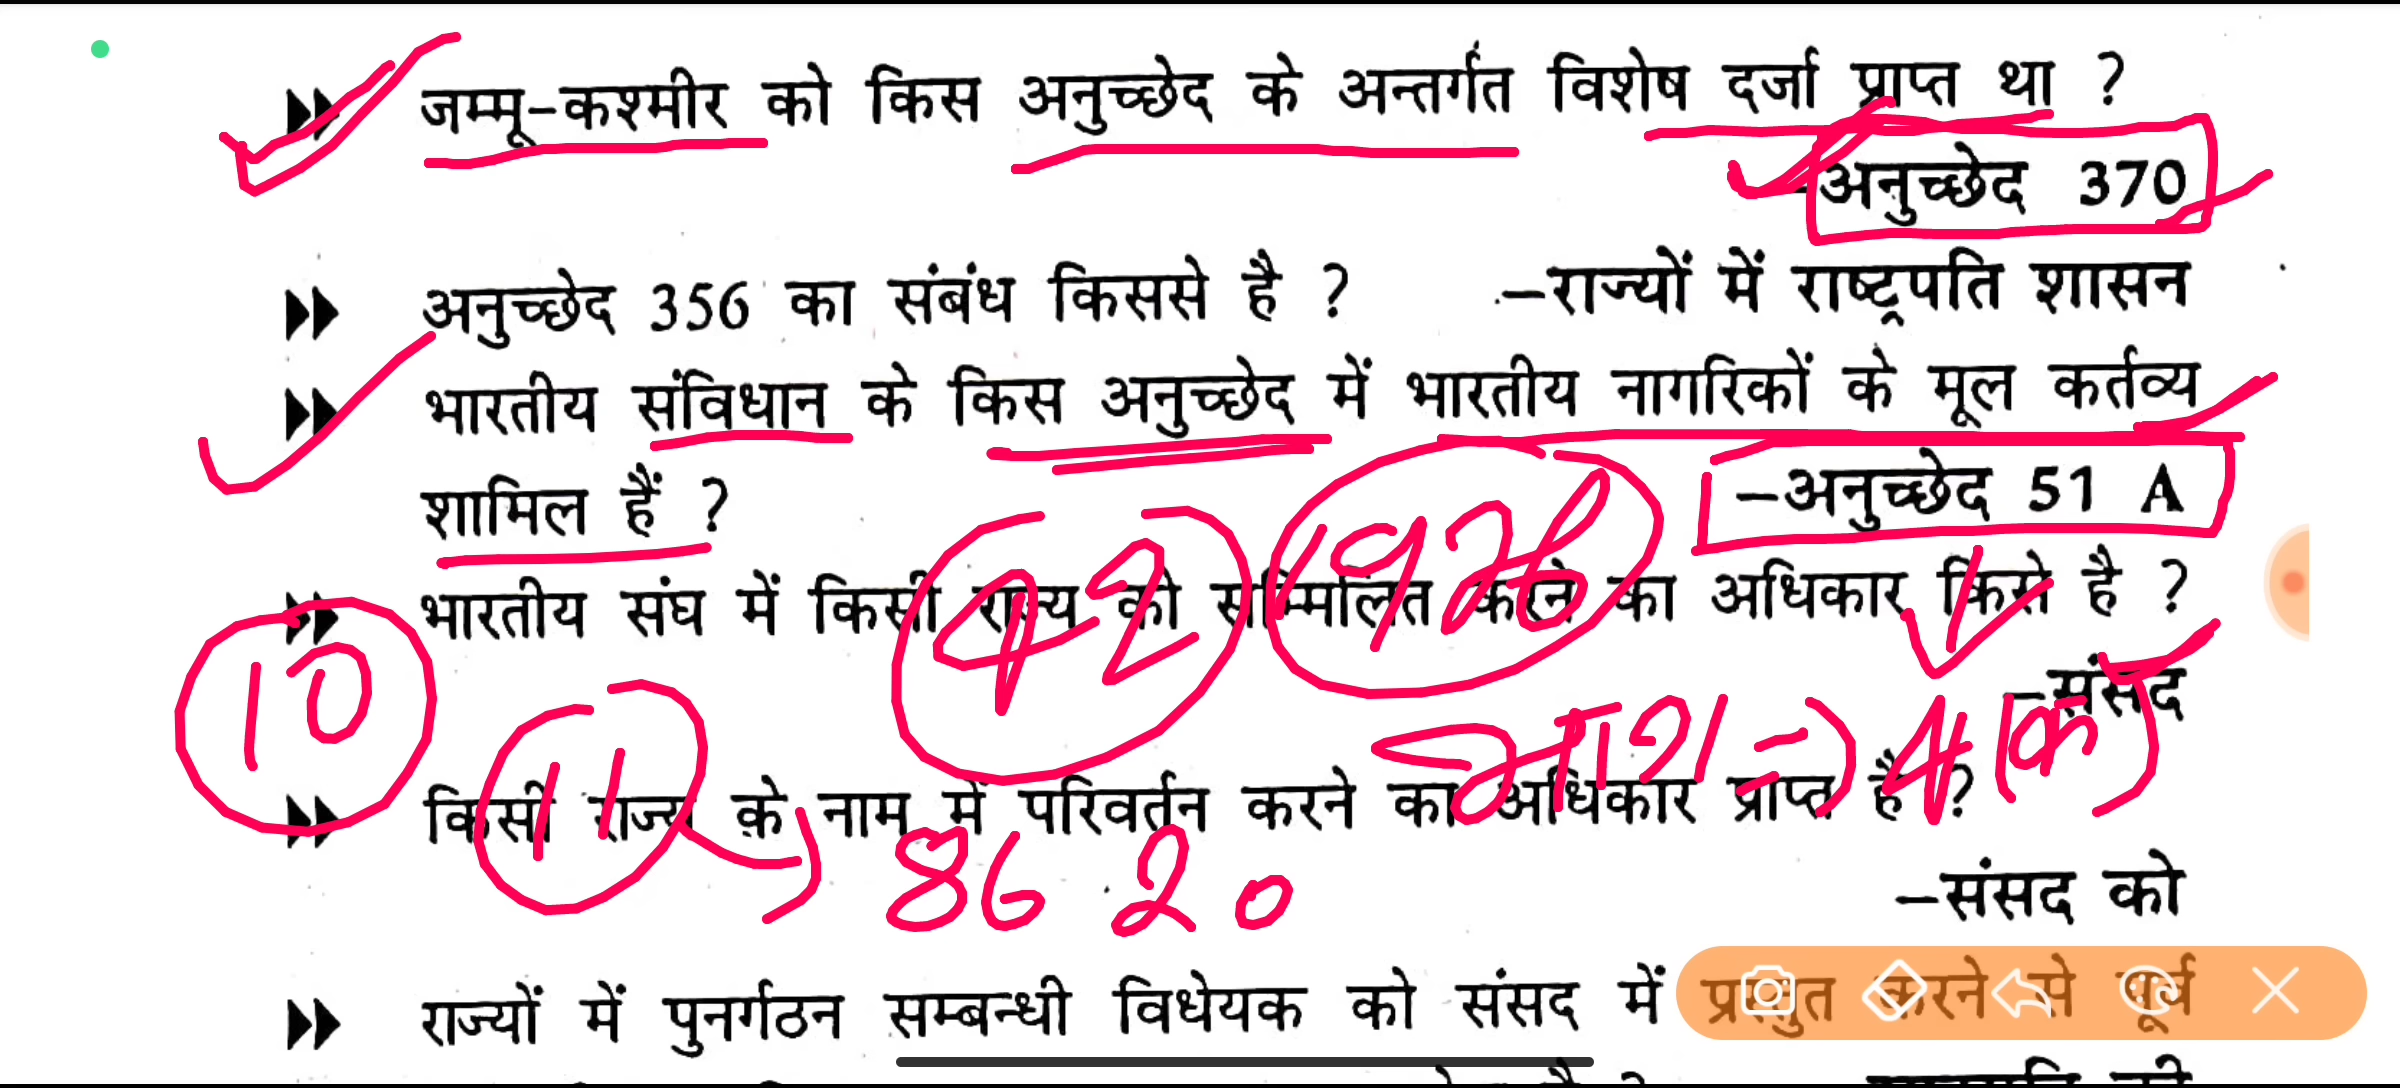 जम्मू-कश्मीर को किस अनुच्छेद के अन्तर्गत विशेष दर्जा प्राप्त था ?
-अनुच्छेद 370
अनुच्छेद 356 का संबंध किससे है ? -राज्यों में राष्ट्रपति शासन
भारतीय संविधान के किस अनुच्छेद में भारतीय नागरिकों के मूल कर्तव्य
शामिल हैं ? -अनुच्छेद 51 A
42 1976
भारतीय संघ में किसी राज्य को सम्मिलित करने का अधिकार किसे है ?
10 -संसद
11 भाग => 4(क)
किसी राज्य के नाम में परिवर्तन करने का अधिकार प्राप्त है ?
86 20
-संसद को
राज्यों में पुनर्गठन सम्बन्धी विधेयक को संसद में प्रस्तुत करने से पूर्व